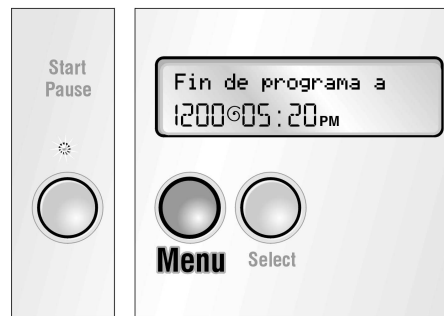 Start
Pause
Fin de programa a
1200 05:20PM
Menu
Select